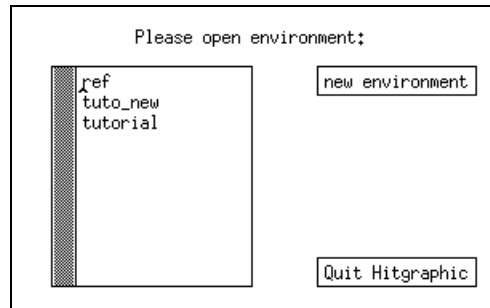 Please open environment:
ref
tuto_new
tutorial
new environment
Quit Hitgraphic